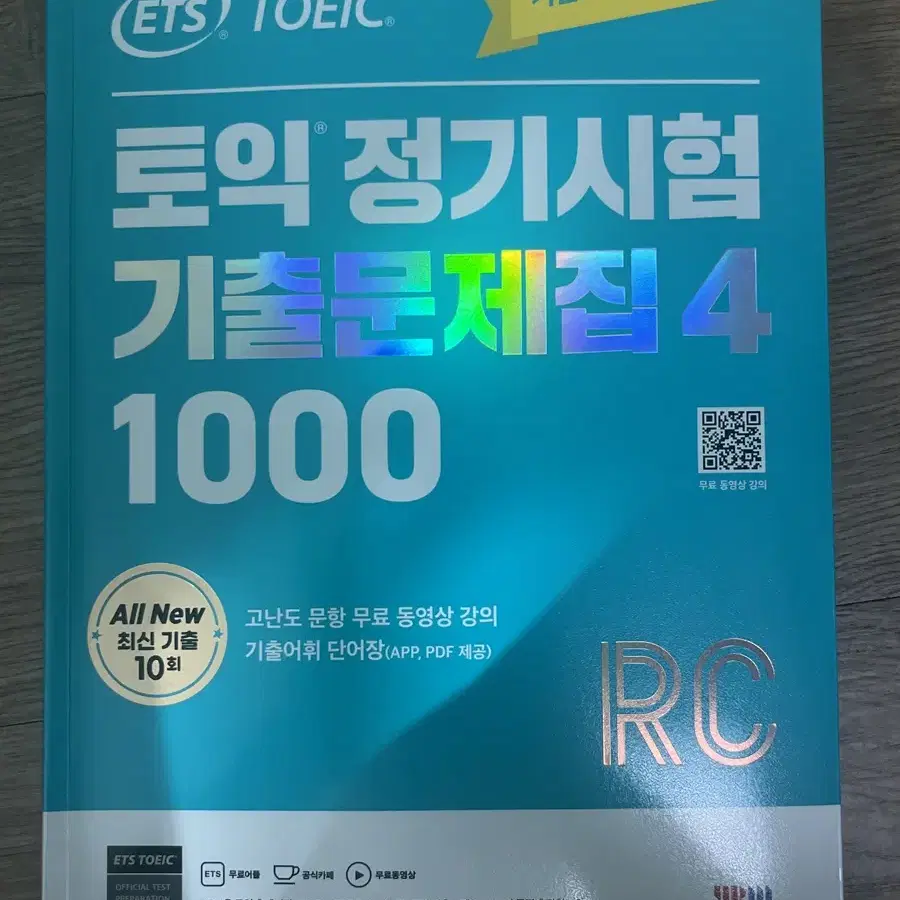 ETS® TOEIC®
토익® 정기시험
기출문제집 4
1000
무료 동영상 강의
All New
최신 기출
10회
고난도 문항 무료 동영상 강의
기출어휘 단어장(APP, PDF 제공)
RC
ETS TOEIC®
OFFICIAL TEST
PREPARATION
ETS 무료어플 공식카페 무료동영상